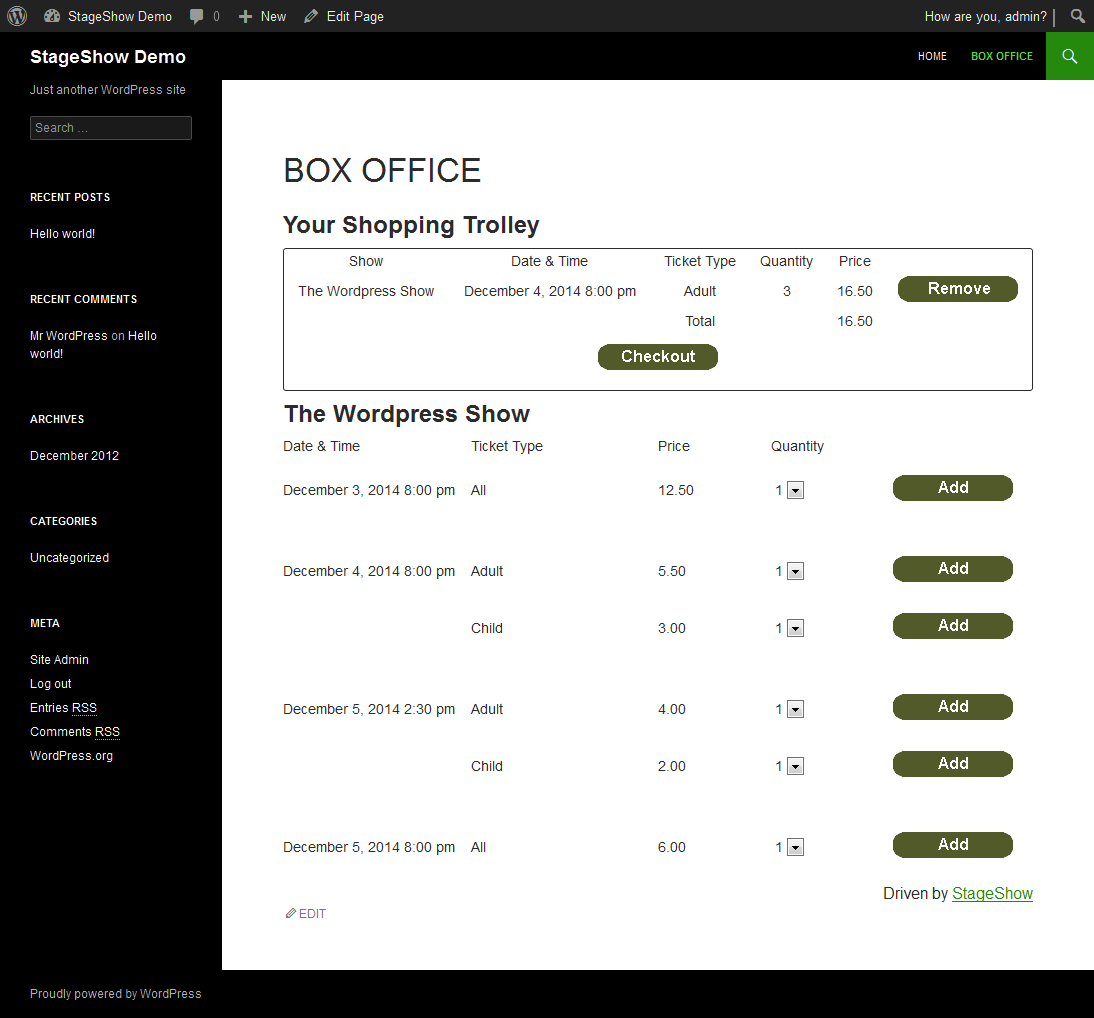 StageShow Demo 0 New Edit Page How are you, admin?
StageShow Demo HOME BOX OFFICE
Just another WordPress site
Search ...
RECENT POSTS
Hello world!
RECENT COMMENTS
Mr WordPress on Hello
world!
ARCHIVES
December 2012
CATEGORIES
Uncategorized
META
Site Admin
Log out
Entries RSS
Comments RSS
WordPress.org
BOX OFFICE
Your Shopping Trolley
Show Date & Time Ticket Type Quantity Price
The Wordpress Show December 4, 2014 8:00 pm Adult 3 16.50 Remove
Total 16.50
Checkout
The Wordpress Show
Date & Time Ticket Type Price Quantity
December 3, 2014 8:00 pm All 12.50 1 Add
December 4, 2014 8:00 pm Adult 5.50 1 Add
Child 3.00 1 Add
December 5, 2014 2:30 pm Adult 4.00 1 Add
Child 2.00 1 Add
December 5, 2014 8:00 pm All 6.00 1 Add
Driven by StageShow
EDIT
Proudly powered by WordPress